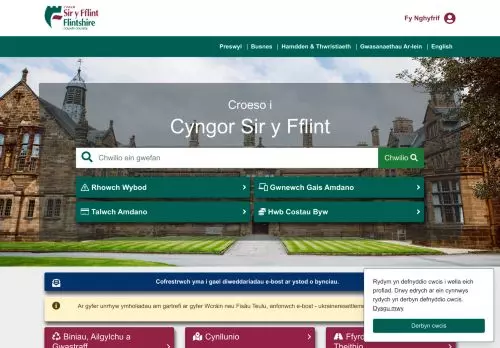 CYNGOR
Sir y Fflint
Flintshire
COUNTY COUNCIL
Fy Nghyfrif
Preswyl | Busnes | Hamdden & Thwristiaeth | Gwasanaethau Ar-lein | English
Croeso i
Cyngor Sir y Fflint
Chwilio ein gwefan
Chwilio
Rhowch Wybod
Gwnewch Gais Amdano
Talwch Amdano
Hwb Costau Byw
Cofrestrwch yma i gael diweddariadau e-bost ar ystod o bynciau.
Ar gyfer unrhyw ymholiadau am gartrefi ar gyfer Wcráin neu Fisâu Teulu, anfonwch e-bost - ukraineresettleme
Rydym yn defnyddio cwcis i wella eich
profiad. Drwy edrych ar ein cynnwys
rydych yn derbyn defnyddio cwcis.
Dysgu mwy
Derbyn cwcis
Biniau, Ailgylchu a
Gwastraff
Cynllunio
Ffyrd
Theithio